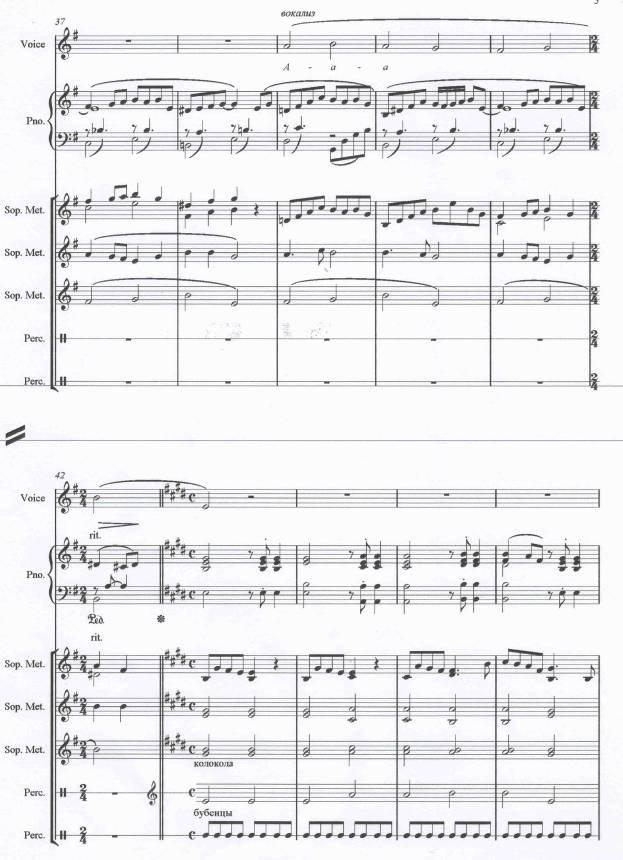 вокализ
37
Voice
А - а - а
Pno.
Sop. Met.
Sop. Met.
Sop. Met.
Perc.
Perc.
42
Voice
rit.
Pno.
Ped.
rit.
Sop. Met.
Sop. Met.
Sop. Met.
колокола
Perc.
бубенцы
Perc.